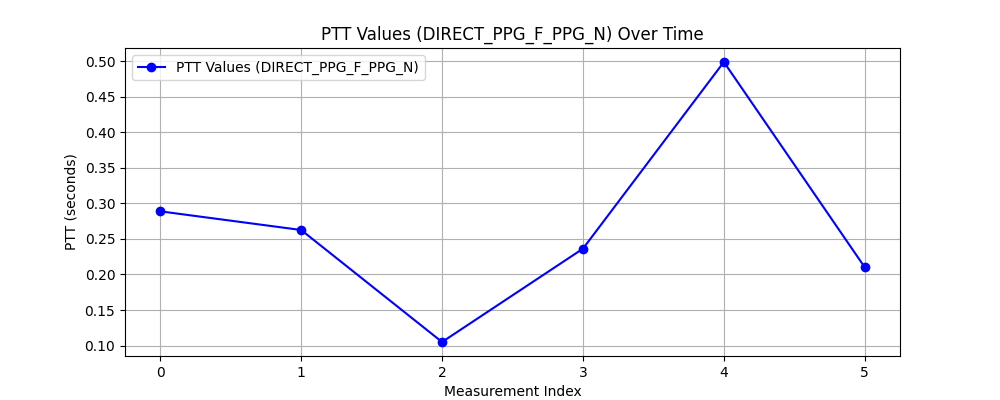 PTT Values (DIRECT_PPG_F_PPG_N) Over Time
PTT Values (DIRECT_PPG_F_PPG_N)
PTT (seconds)
0.50
0.45
0.40
0.35
0.30
0.25
0.20
0.15
0.10
0 1 2 3 4 5
Measurement Index